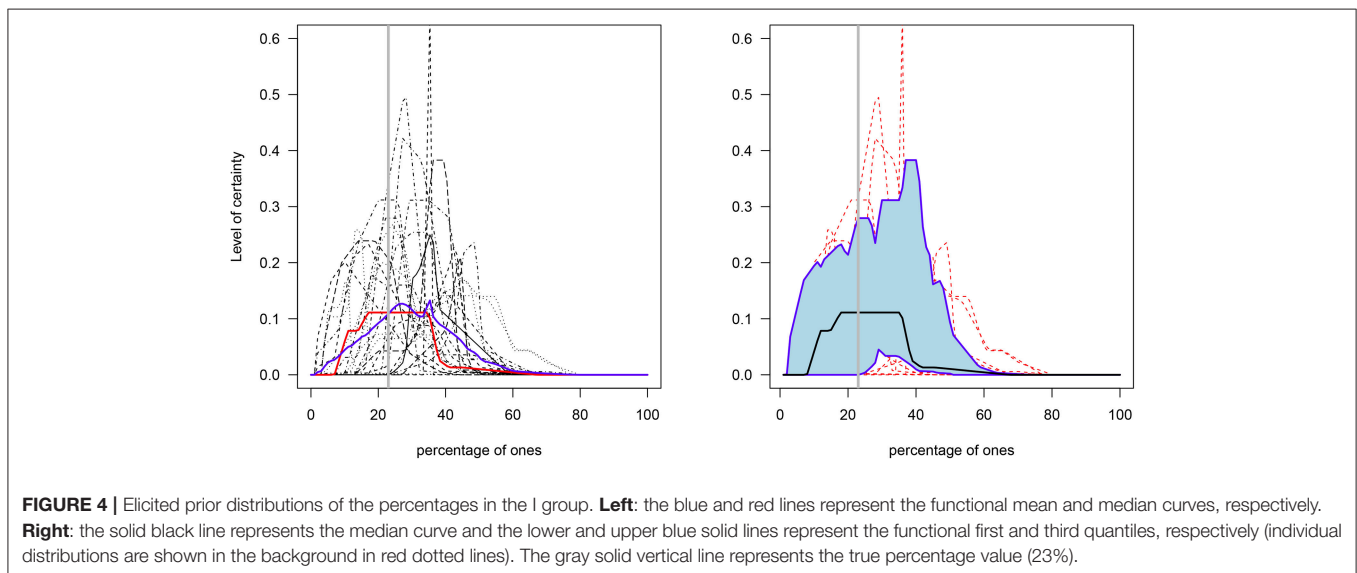 0.6
0.5
0.4
0.3
0.2
0.1
0.0
Level of certainty
0 20 40 60 80 100
percentage of ones
0.6
0.5
0.4
0.3
0.2
0.1
0.0
0 20 40 60 80 100
percentage of ones
FIGURE 4 | Elicited prior distributions of the percentages in the I group. Left: the blue and red lines represent the functional mean and median curves, respectively.
Right: the solid black line represents the median curve and the lower and upper blue solid lines represent the functional first and third quantiles, respectively (individual
distributions are shown in the background in red dotted lines). The gray solid vertical line represents the true percentage value (23%).